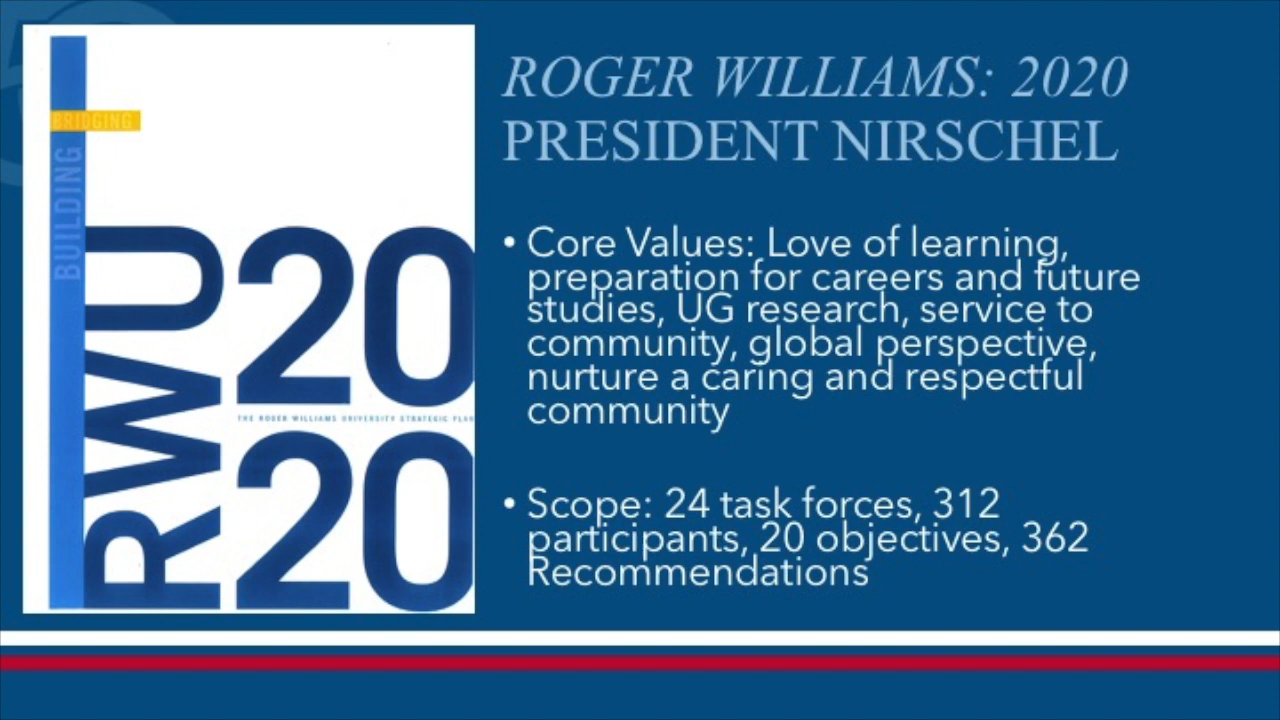 BRIDGING
BUILDING
RWU
20
THE ROGER WILLIAMS UNIVERSITY STRATEGIC PLAN
20
ROGER WILLIAMS: 2020
PRESIDENT NIRSCHEL
• Core Values: Love of learning,
preparation for careers and future
studies, UG research, service to
community, global perspective,
nurture a caring and respectful
community
• Scope: 24 task forces, 312
participants, 20 objectives, 362
Recommendations